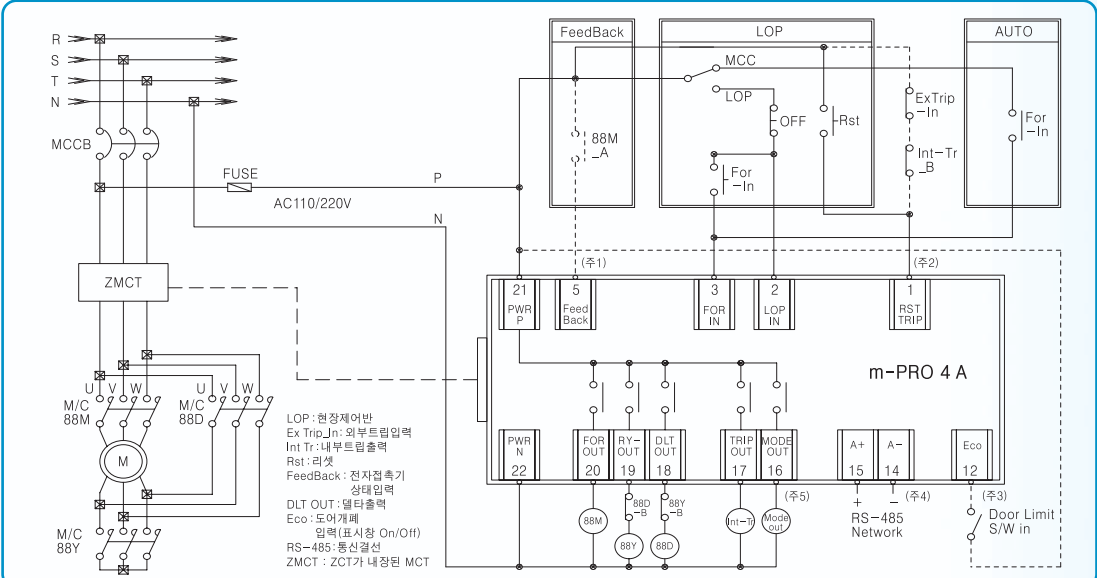 R
S
T
N
MCCB
FUSE
P
AC110/220V
N
ZMCT
FeedBack
88M
_A
LOP
MCC
LOP
OFF
Rst
For
-In
ExTrip
-In
Int-Tr
_B
AUTO
For
-In
(주1)
(주2)
21
PWR
P
5
Feed
Back
3
FOR
IN
2
LOP
IN
1
RST
TRIP
m-PRO 4 A
PWR
N
22
FOR
OUT
20
RY-
OUT
19
DLT
OUT
18
TRIP
OUT
17
MODE
OUT
16
A+
15
A-
14
Eco
12
(주5)
(주4)
(주3)
+
-
RS-485
Network
Door Limit
S/W in
88M
88D
-B
88Y
88Y
-B
88D
Int-Tr
Mode
out
U V W
M/C
88M
U V W
M/C
88D
M
M/C
88Y
LOP : 현장제어반
Ex Trip_In : 외부트립입력
Int Tr : 내부트립출력
Rst : 리셋
FeedBack : 전자접촉기
상태입력
DLT OUT : 델타출력
Eco : 도어개폐
입력(표시창 On/Off)
RS-485 : 통신결선
ZMCT : ZCT가 내장된 MCT